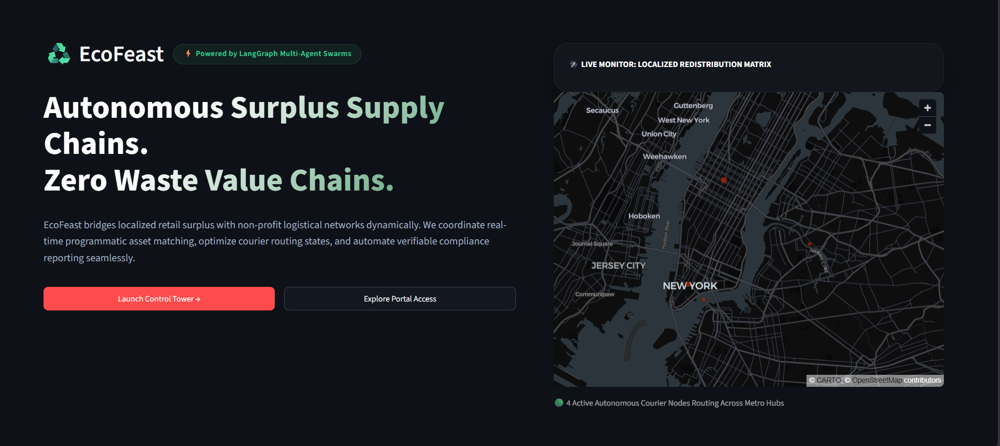 EcoFeast
Powered by LangGraph Multi-Agent Swarms
Autonomous Surplus Supply
Chains.
Zero Waste Value Chains.
EcoFeast bridges localized retail surplus with non-profit logistical networks dynamically. We coordinate real-
time programmatic asset matching, optimize courier routing states, and automate verifiable compliance
reporting seamlessly.
Launch Control Tower →
Explore Portal Access
LIVE MONITOR: LOCALIZED REDISTRIBUTION MATRIX
Secaucus
Guttenberg
West New York
Union City
Weehawken
Hoboken
Hudson River
Journal Square
JERSEY CITY
Newtown Creek
NEW YORK
Communipaw
Upper New York Bay
+
−
© CARTO, © OpenStreetMap contributors
4 Active Autonomous Courier Nodes Routing Across Metro Hubs